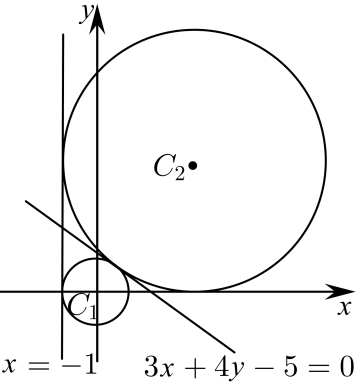 y
C₂
x
C₁
x = −1
3x + 4y − 5 = 0